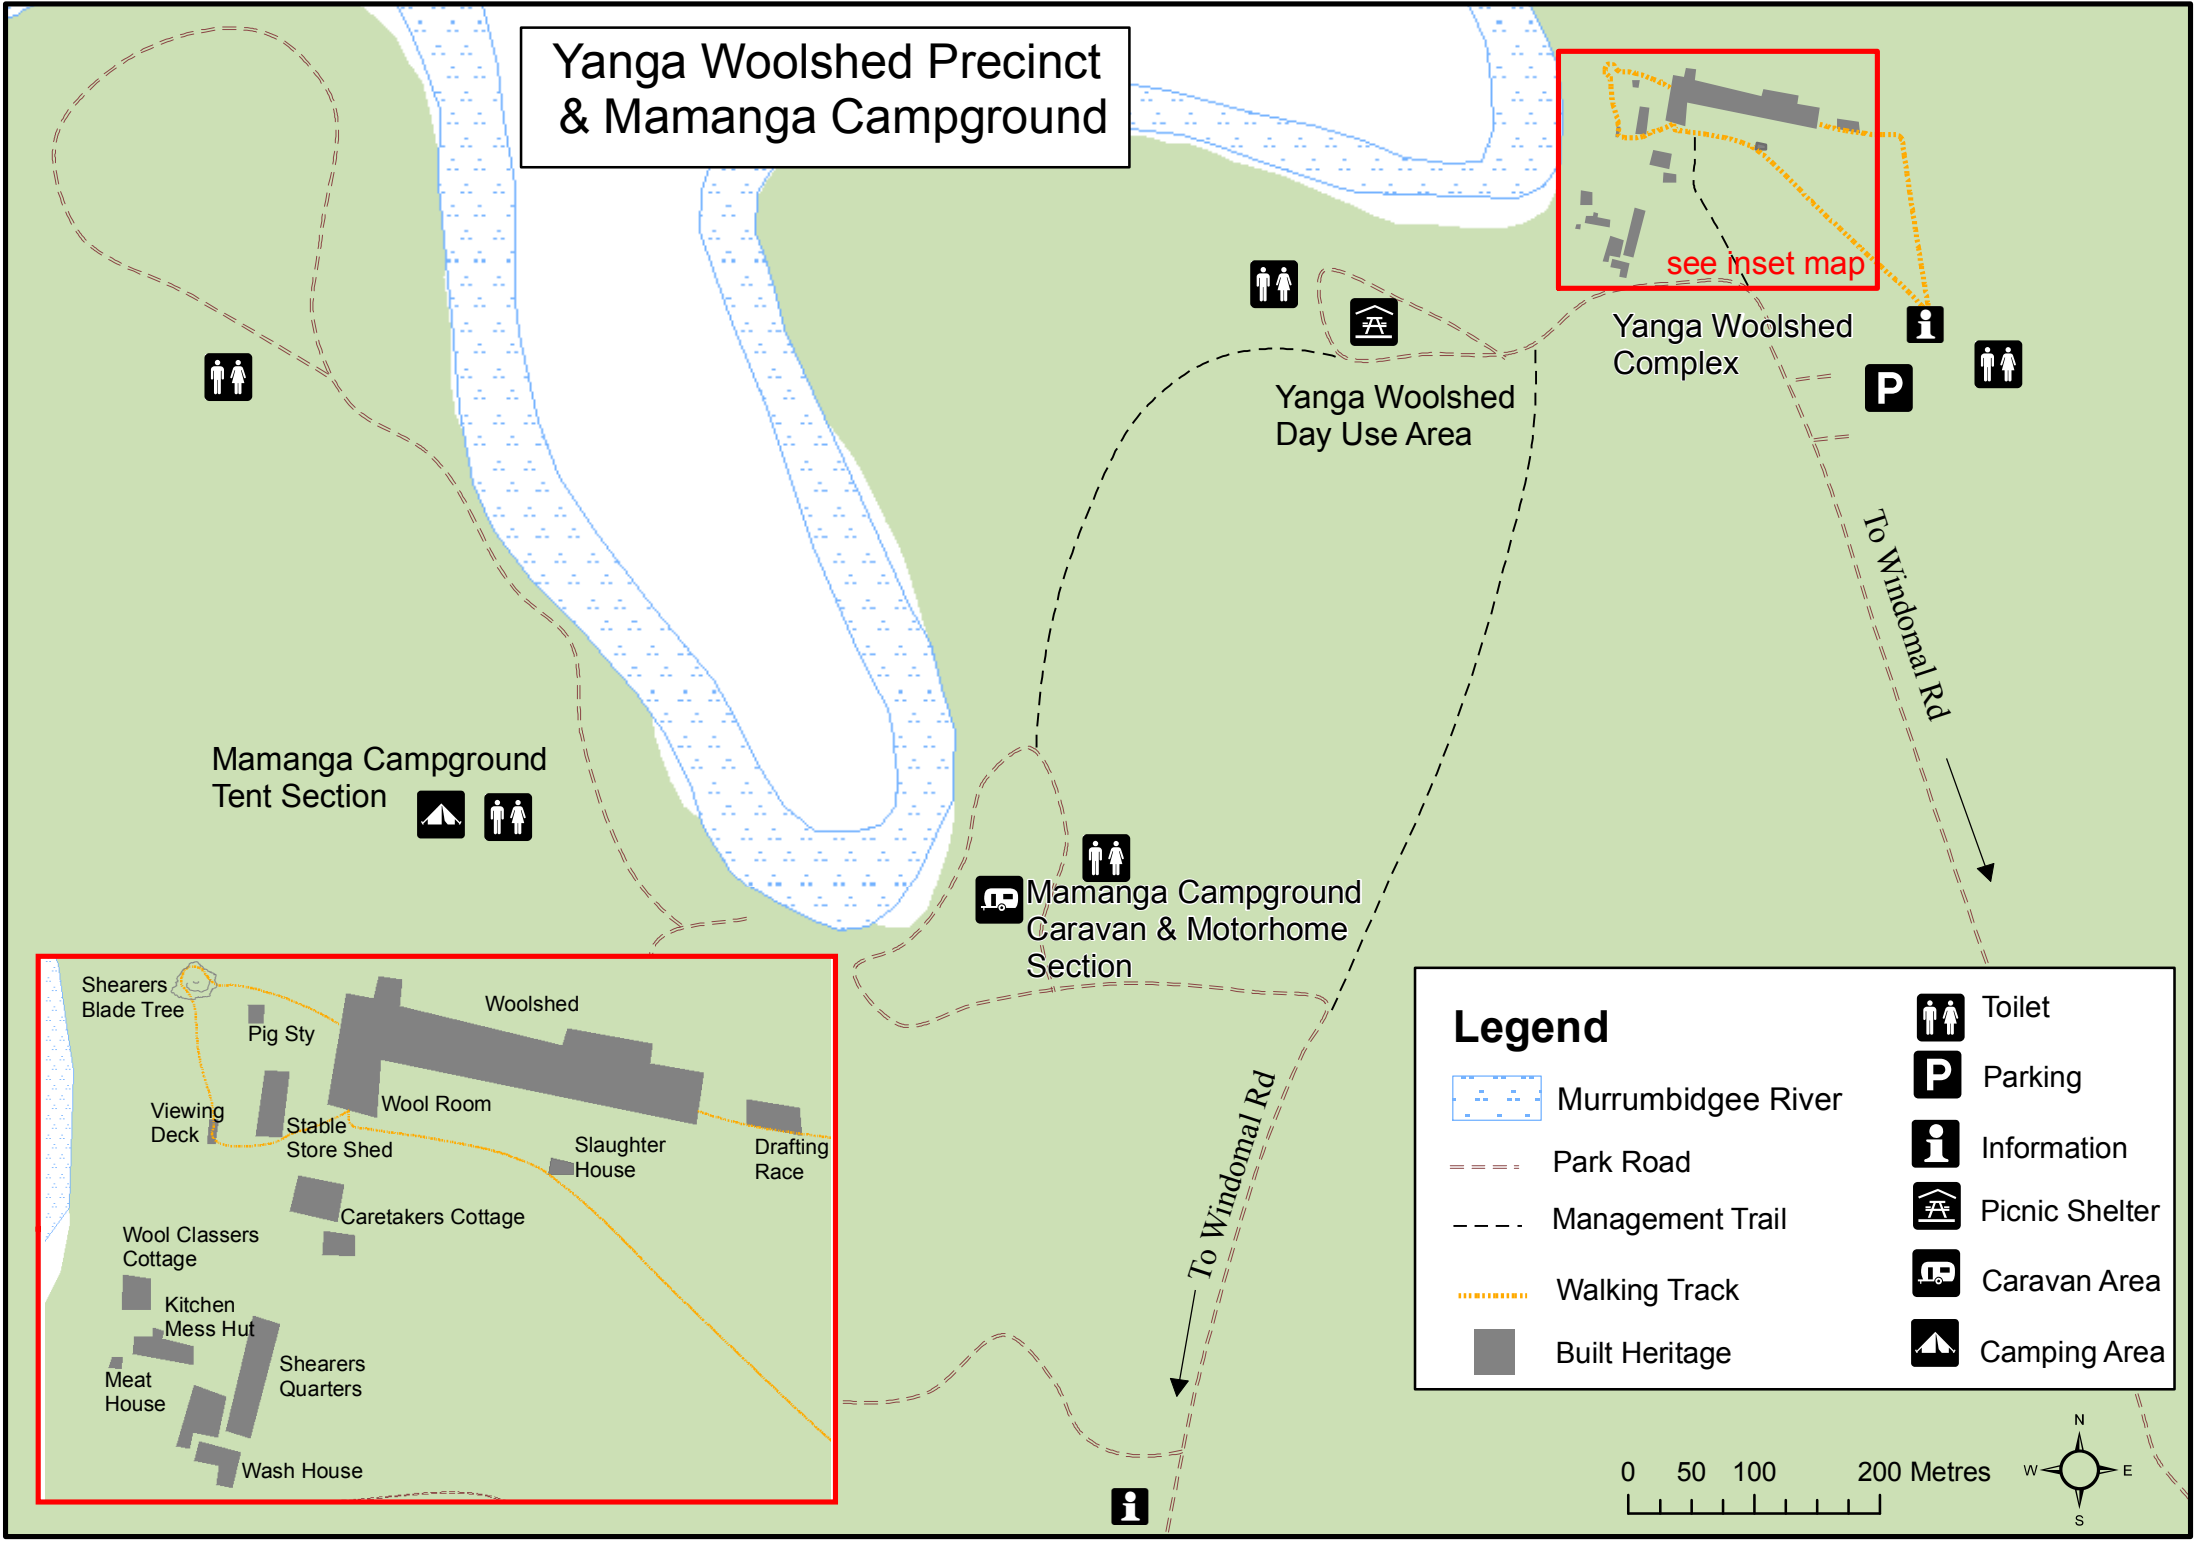 Yanga Woolshed Precinct
& Mamanga Campground
see inset map
Yanga Woolshed
Complex
P
Yanga Woolshed
Day Use Area
To Windomal Rd
Mamanga Campground
Tent Section
Mamanga Campground
Caravan & Motorhome
Section
To Windomal Rd
Shearers
Blade Tree
Pig Sty
Woolshed
Wool Room
Viewing
Deck
Stable
Store Shed
Slaughter
House
Drafting
Race
Caretakers Cottage
Wool Classers
Cottage
Kitchen
Mess Hut
Meat
House
Shearers
Quarters
Wash House
Legend
Murrumbidgee River
Park Road
Management Trail
Walking Track
Built Heritage
Toilet
P Parking
Information
Picnic Shelter
Caravan Area
Camping Area
0 50 100 200 Metres
N
W E
S